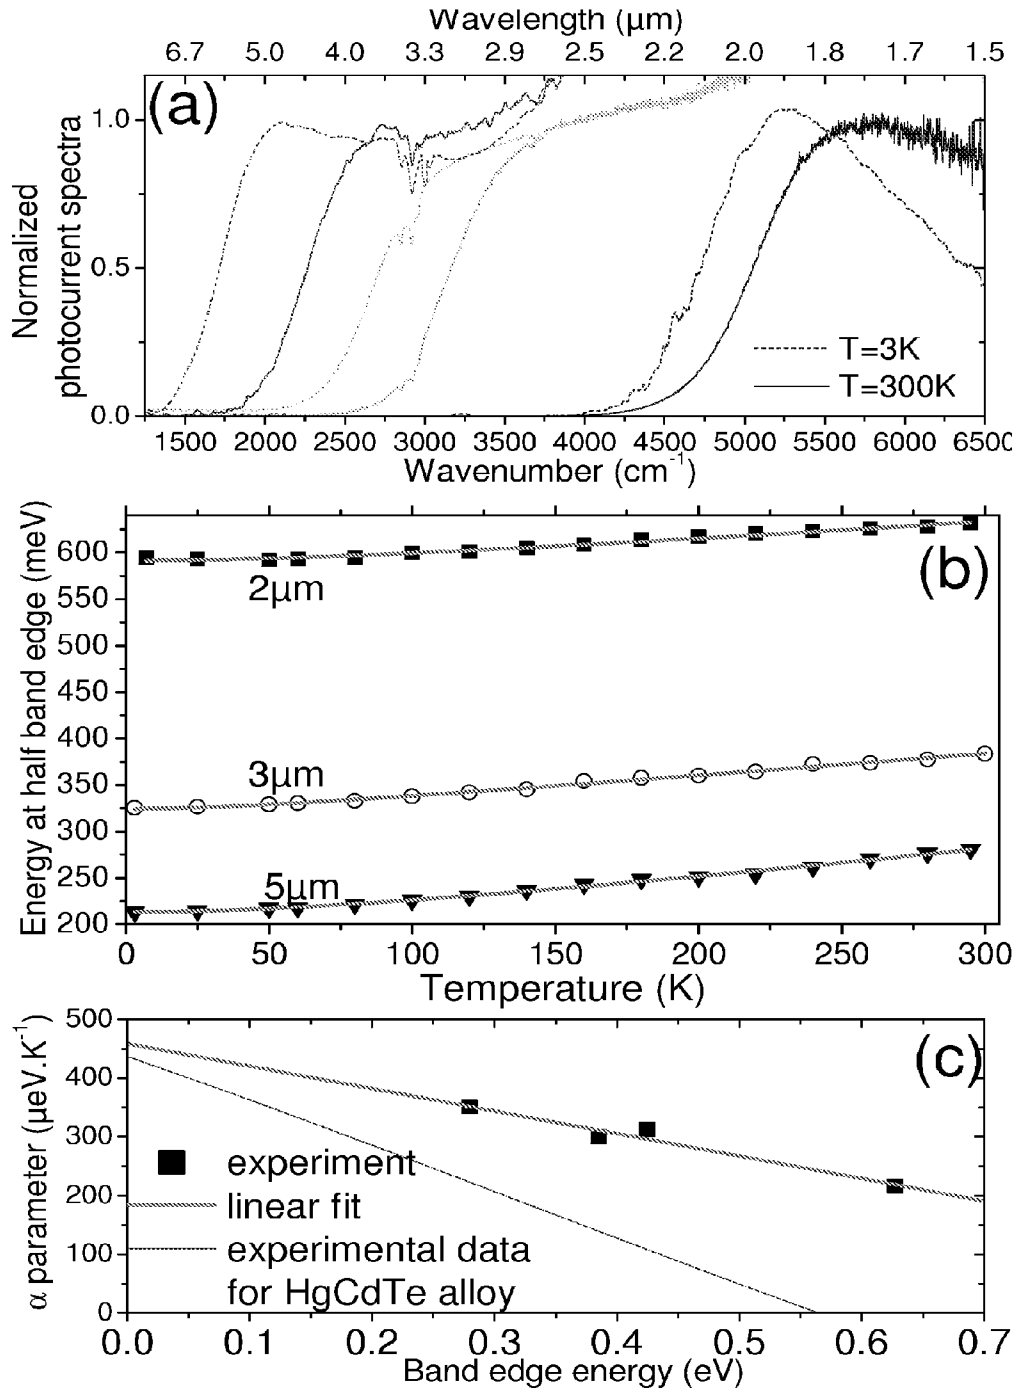 Wavelength (µm)
6.7 5.0 4.0 3.3 2.9 2.5 2.2 2.0 1.8 1.7 1.5
(a)
Normalized
photocurrent spectra
1.0
0.5
0.0
T=3K
T=300K
1500 2000 2500 3000 3500 4000 4500 5000 5500 6000 6500
Wavenumber (cm⁻¹)
Energy at half band edge (meV)
600
550
500
450
400
350
300
250
200
(b)
2µm
3µm
5µm
0 50 100 150 200 250 300
Temperature (K)
α parameter (µeV.K⁻¹)
500
400
300
200
100
0
(c)
experiment
linear fit
experimental data
for HgCdTe alloy
0.0 0.1 0.2 0.3 0.4 0.5 0.6 0.7
Band edge energy (eV)